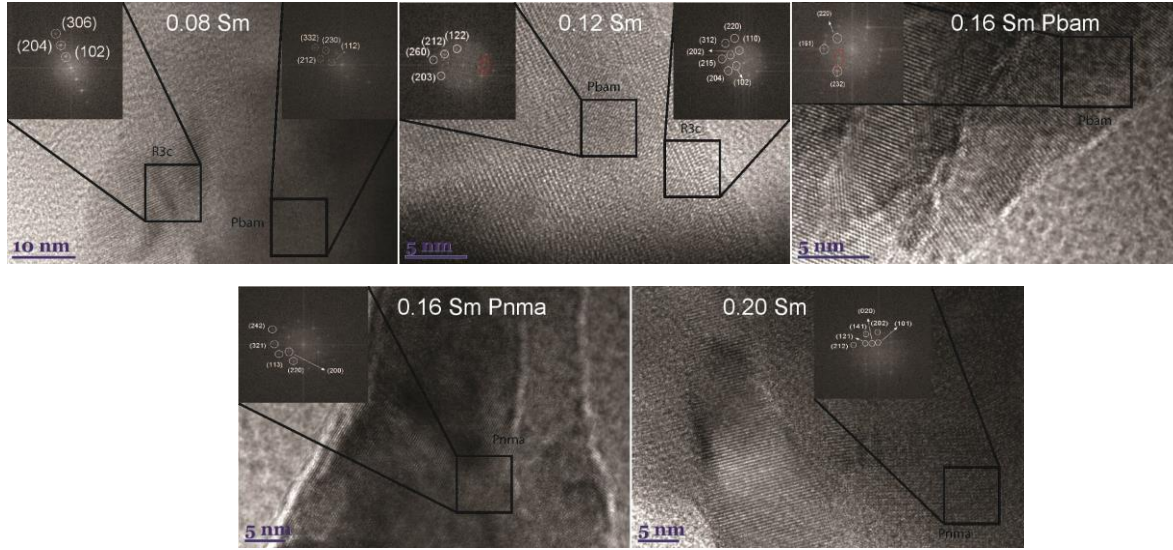 0.08 Sm
(306)
(204)
(102)
(332)
(230)
(112)
(212)
R3c
Pbam
10 nm
0.12 Sm
(212)
(122)
(260)
(203)
(220)
(312)
(110)
(202)
(215)
(204)
(102)
Pbam
R3c
5 nm
0.16 Sm Pbam
(220)
(232)
Pbam
5 nm
0.16 Sm Pnma
(242)
(321)
(113)
(220)
(200)
Pnma
5 nm
0.20 Sm
(020)
(141)
(202)
(101)
(121)
(212)
Pnma
5 nm